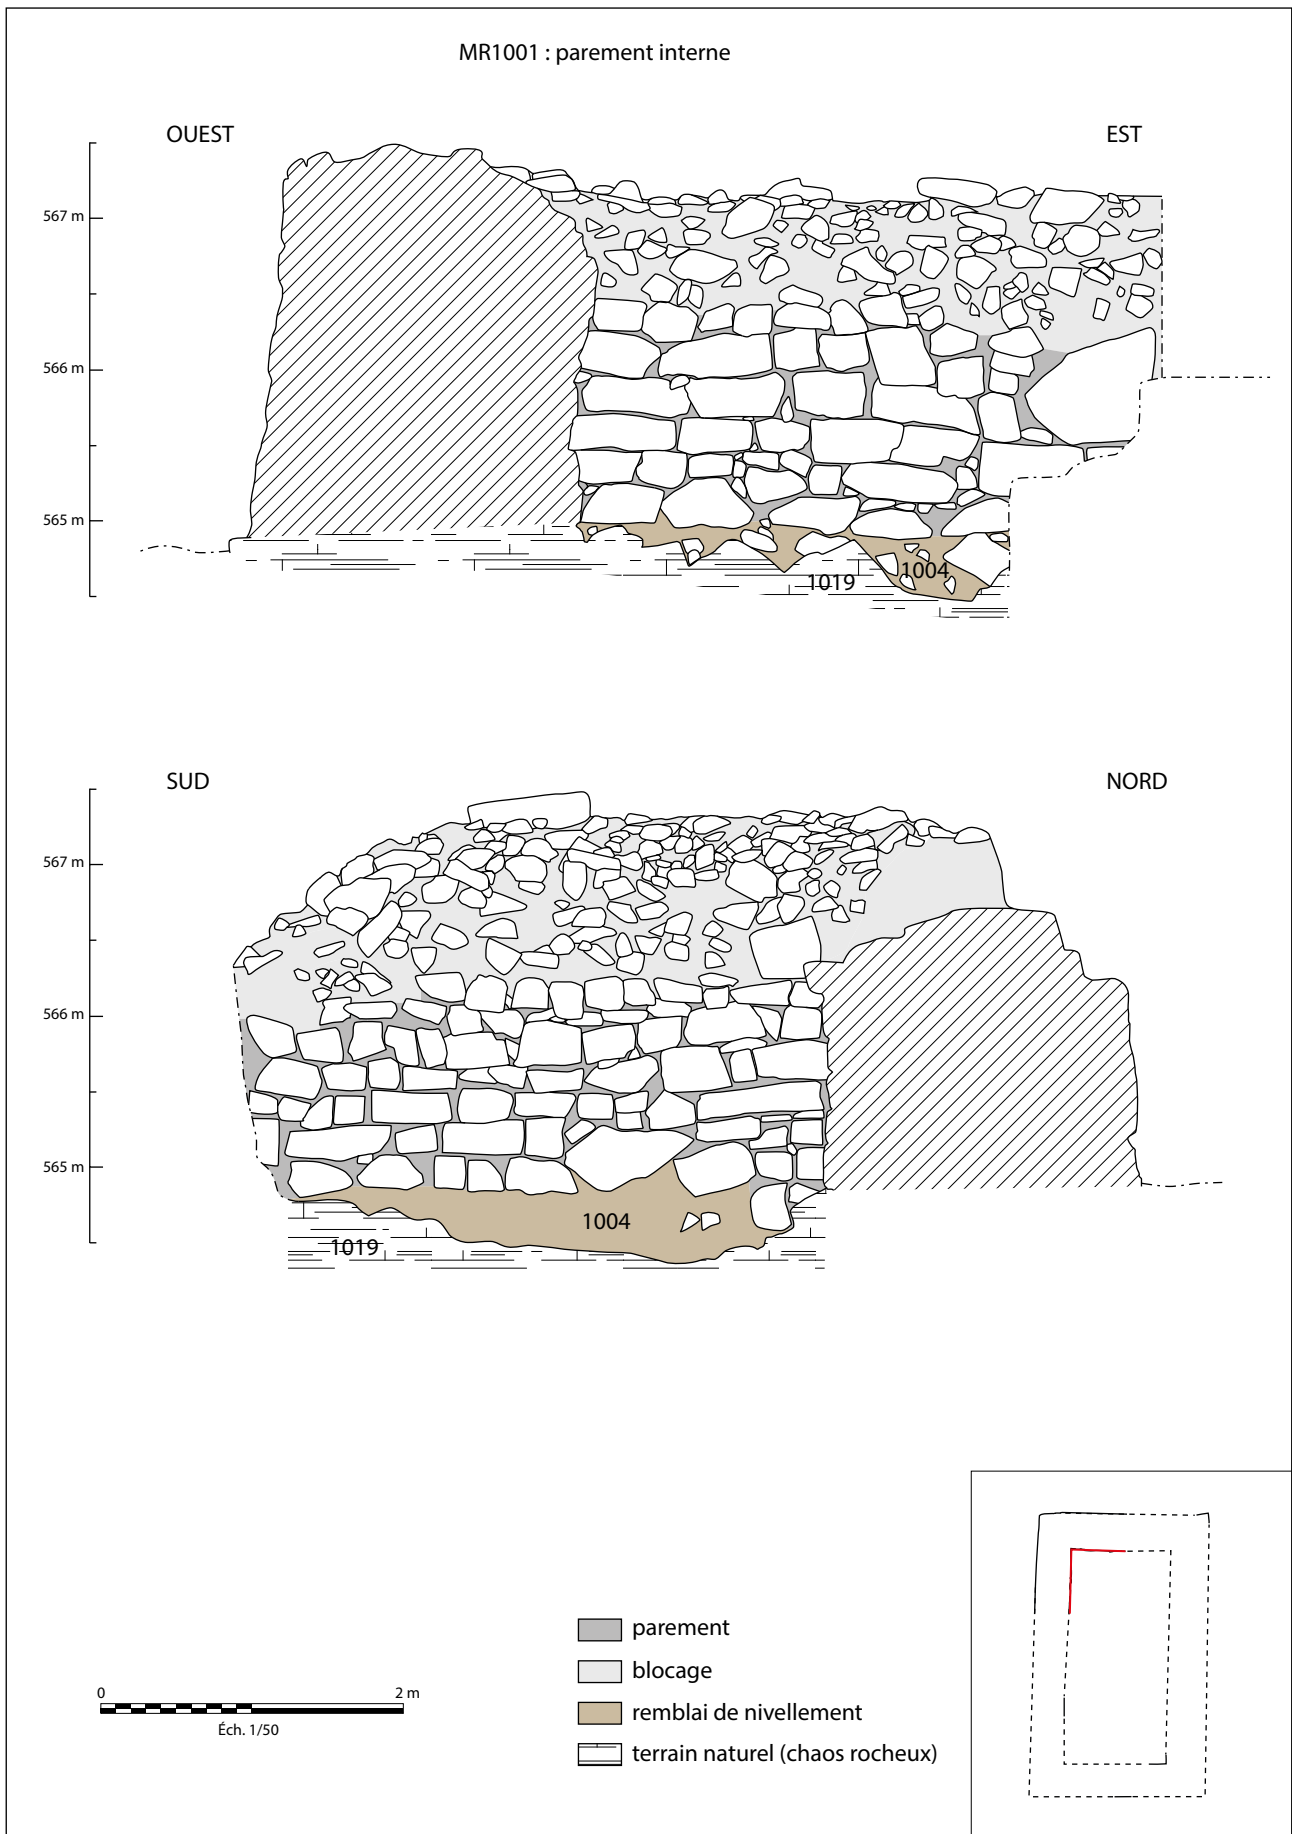 MR1001 : parement interne
OUEST
EST
567 m
566 m
565 m
1019
1004
SUD
NORD
567 m
566 m
565 m
1004
1019
0
2 m
Éch. 1/50
parement
blocage
remblai de nivellement
terrain naturel (chaos rocheux)